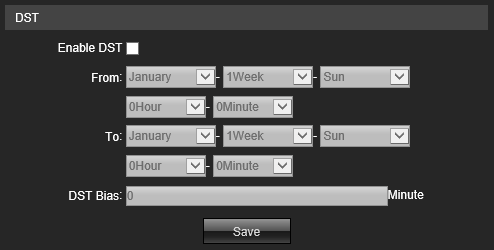 DST
Enable DST
From: January - 1Week - Sun
0Hour - 0Minute
To: January - 1Week - Sun
0Hour - 0Minute
DST Bias: 0 Minute
Save